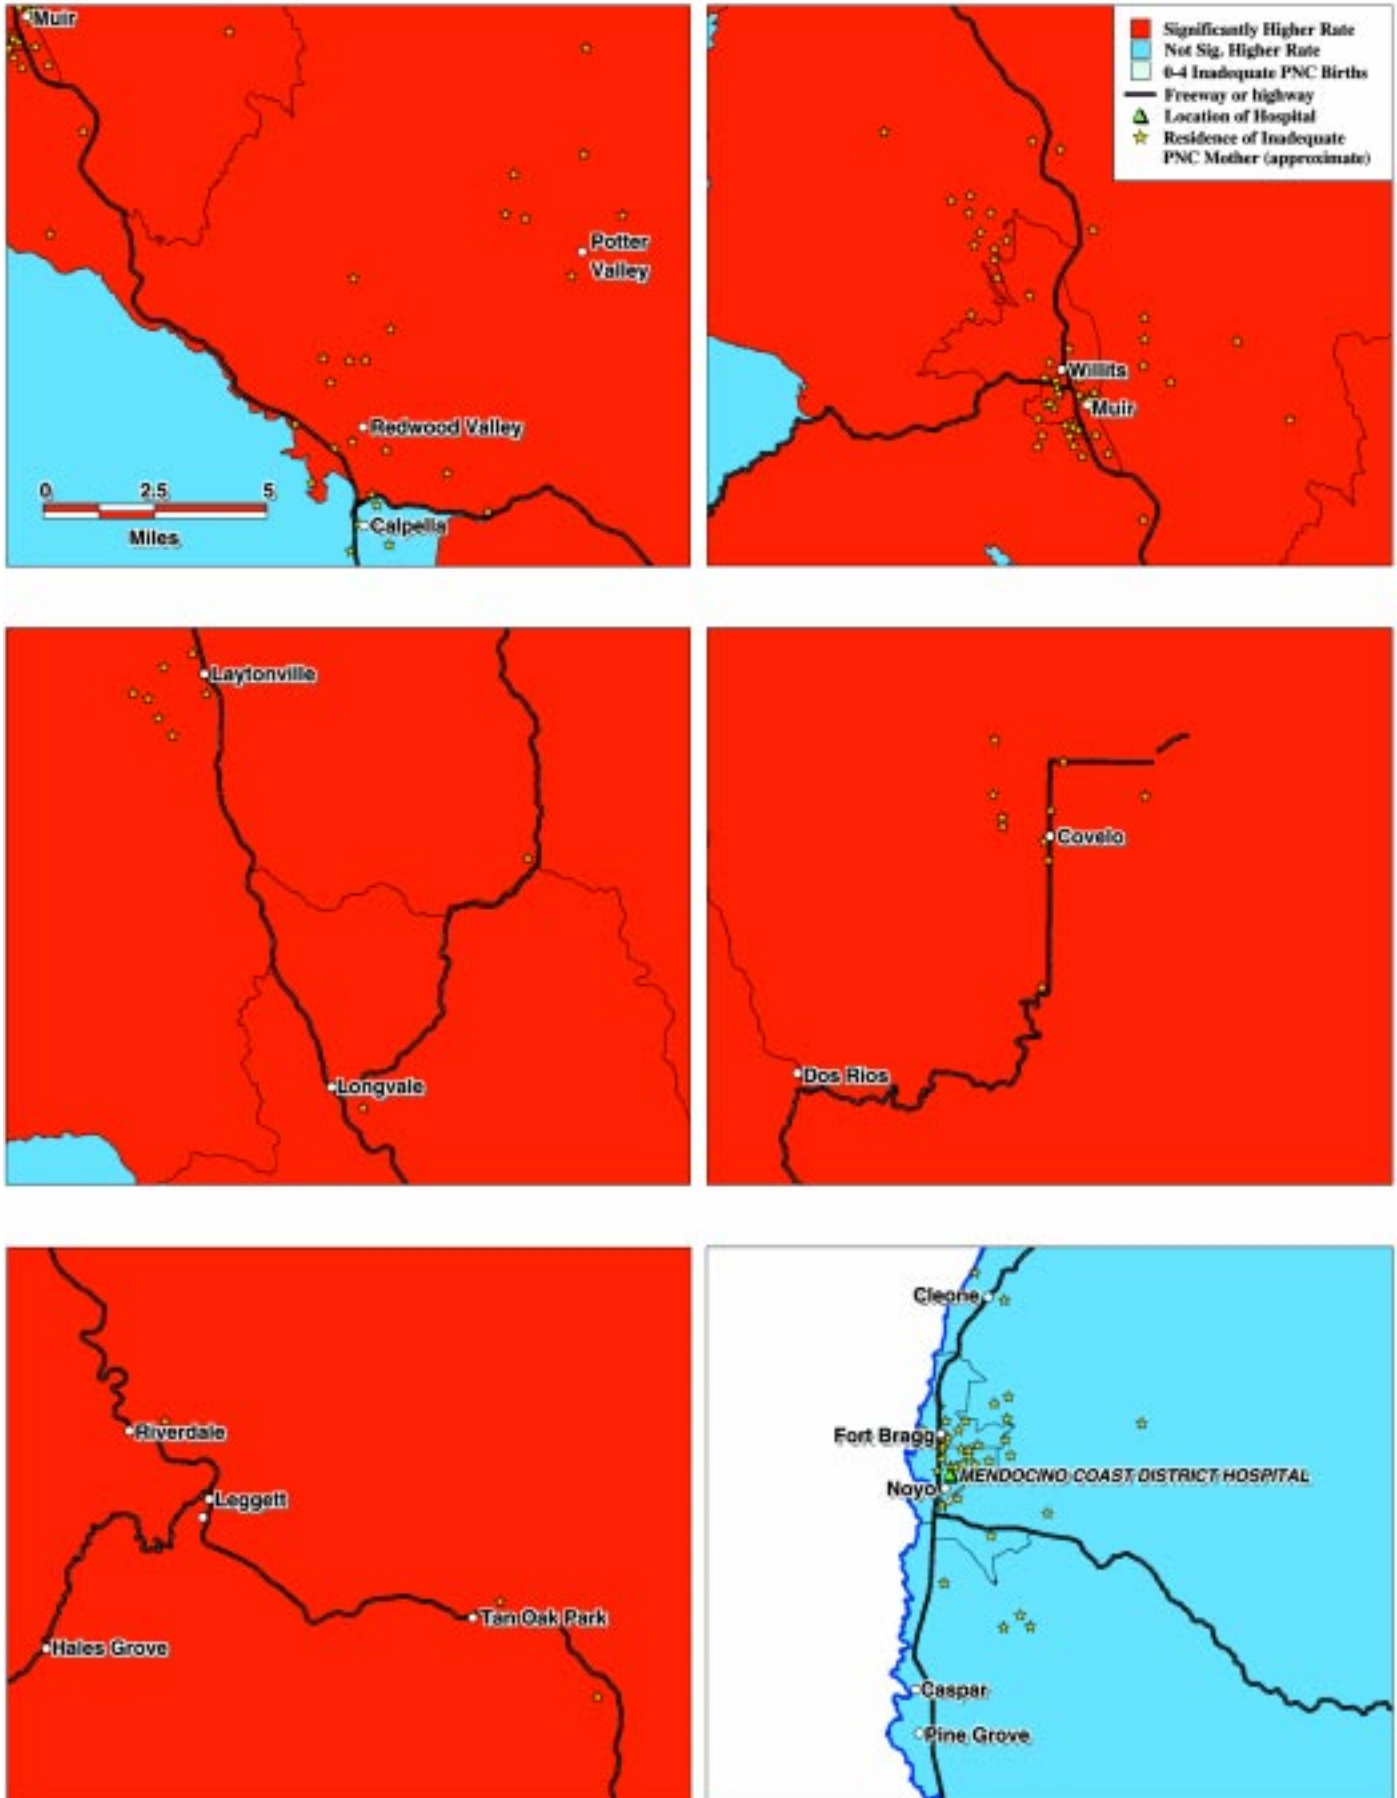 Muir
Potter
Valley
Redwood Valley
0 2.5 5
Calpella
Miles
Significantly Higher Rate
Not Sig. Higher Rate
0-4 Inadequate PNC Births
Freeway or highway
Location of Hospital
Residence of Inadequate
PNC Mother (approximate)
Willits
Muir
Laytonville
Longvale
Covelo
Dos Rios
Riverdale
Leggett
Tan Oak Park
Hales Grove
Cleone
Fort Bragg
MENDOCINO COAST DISTRICT HOSPITAL
Noyo
Caspar
Pine Grove